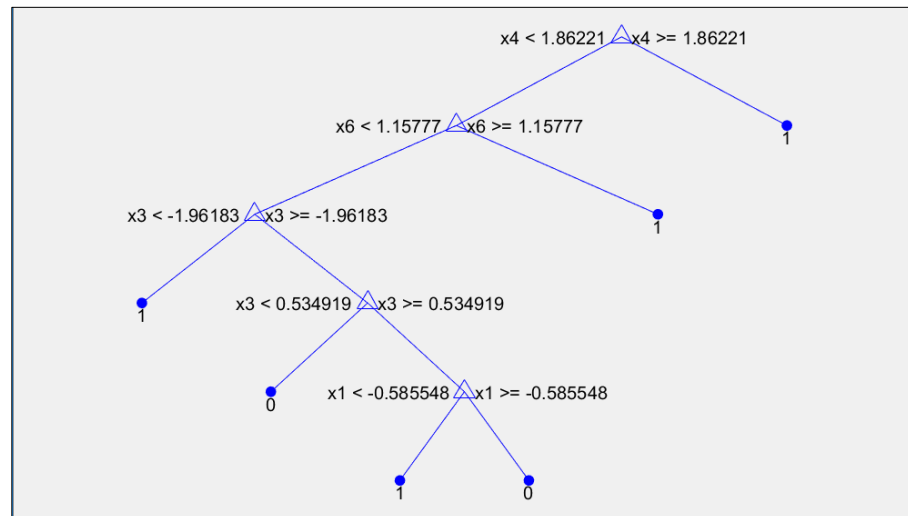 x4 < 1.86221 x4 >= 1.86221
x6 < 1.15777 x6 >= 1.15777
1
x3 < -1.96183 x3 >= -1.96183
1
x3 < 0.534919 x3 >= 0.534919
1
x1 < -0.585548 x1 >= -0.585548
0
1
0